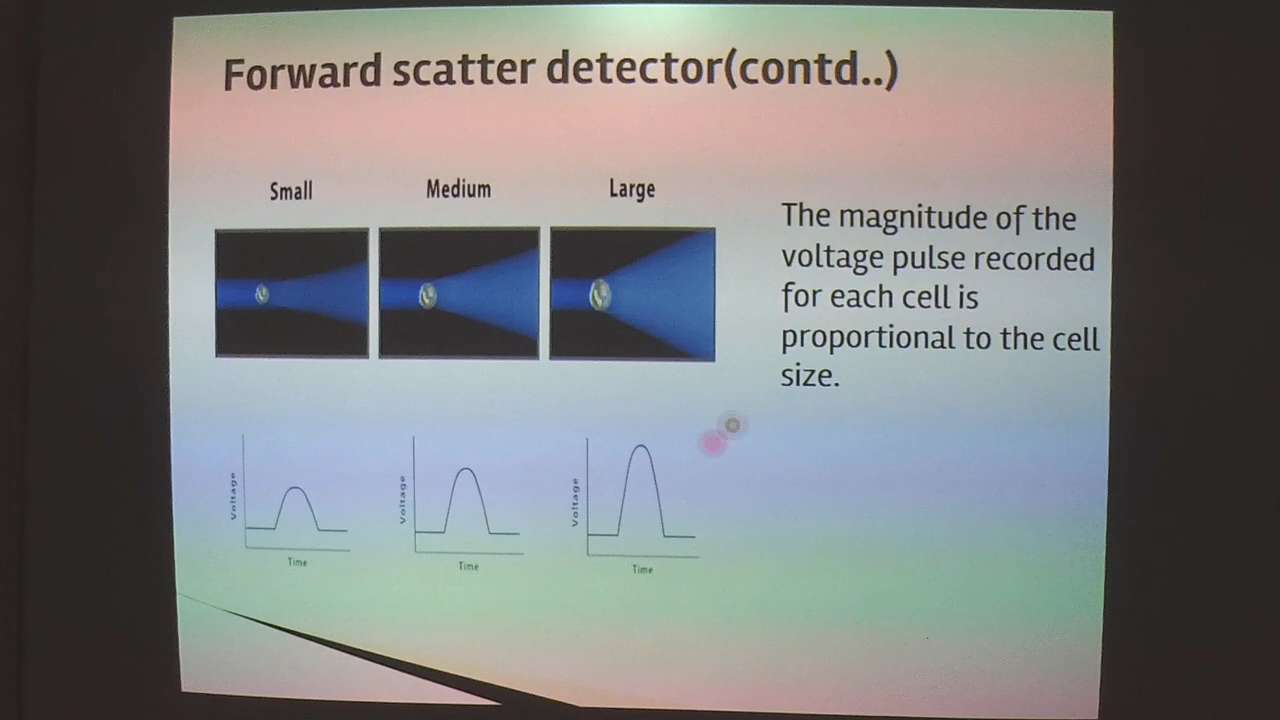 Forward scatter detector(contd..)
Small
Medium
Large
The magnitude of the
voltage pulse recorded
for each cell is
proportional to the cell
size.
Voltage
Time
Voltage
Time
Voltage
Time